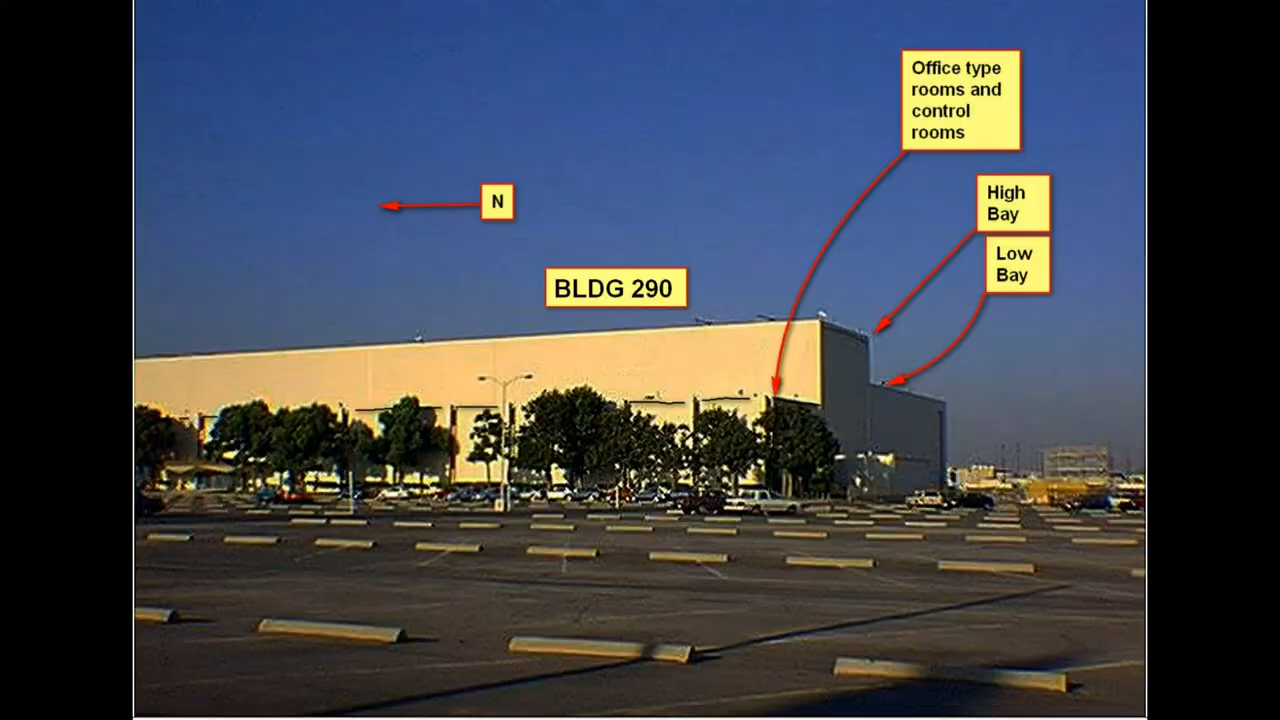 Office type
rooms and
control
rooms
N
High
Bay
Low
Bay
BLDG 290